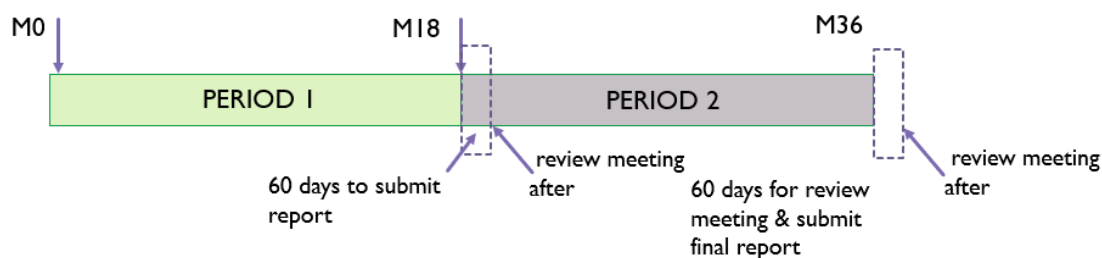 M0
M18
M36
PERIOD 1
PERIOD 2
60 days to submit
report
review meeting
after
60 days for review
meeting & submit
final report
review meeting
after